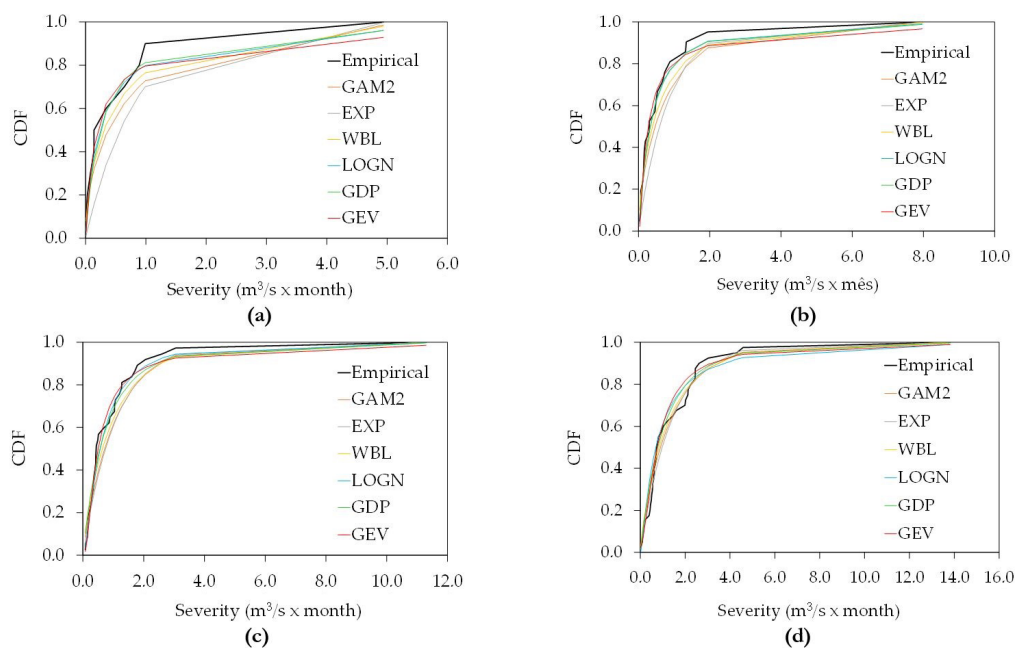 1.0
0.8
0.6
0.4
0.2
0.0
CDF
Empirical
GAM2
EXP
WBL
LOGN
GDP
GEV
0.0 1.0 2.0 3.0 4.0 5.0 6.0
Severity (m³/s x month)
(a)
1.0
0.8
0.6
0.4
0.2
0.0
CDF
Empirical
GAM2
EXP
WBL
LOGN
GDP
GEV
0.0 2.0 4.0 6.0 8.0 10.0
Severity (m³/s x mês)
(b)
1.0
0.8
0.6
0.4
0.2
0.0
CDF
Empirical
GAM2
EXP
WBL
LOGN
GDP
GEV
0.0 2.0 4.0 6.0 8.0 10.0 12.0
Severity (m³/s x month)
(c)
1.0
0.8
0.6
0.4
0.2
0.0
CDF
Empirical
GAM2
EXP
WBL
LOGN
GDP
GEV
0.0 2.0 4.0 6.0 8.0 10.0 12.0 14.0 16.0
Severity (m³/s x month)
(d)